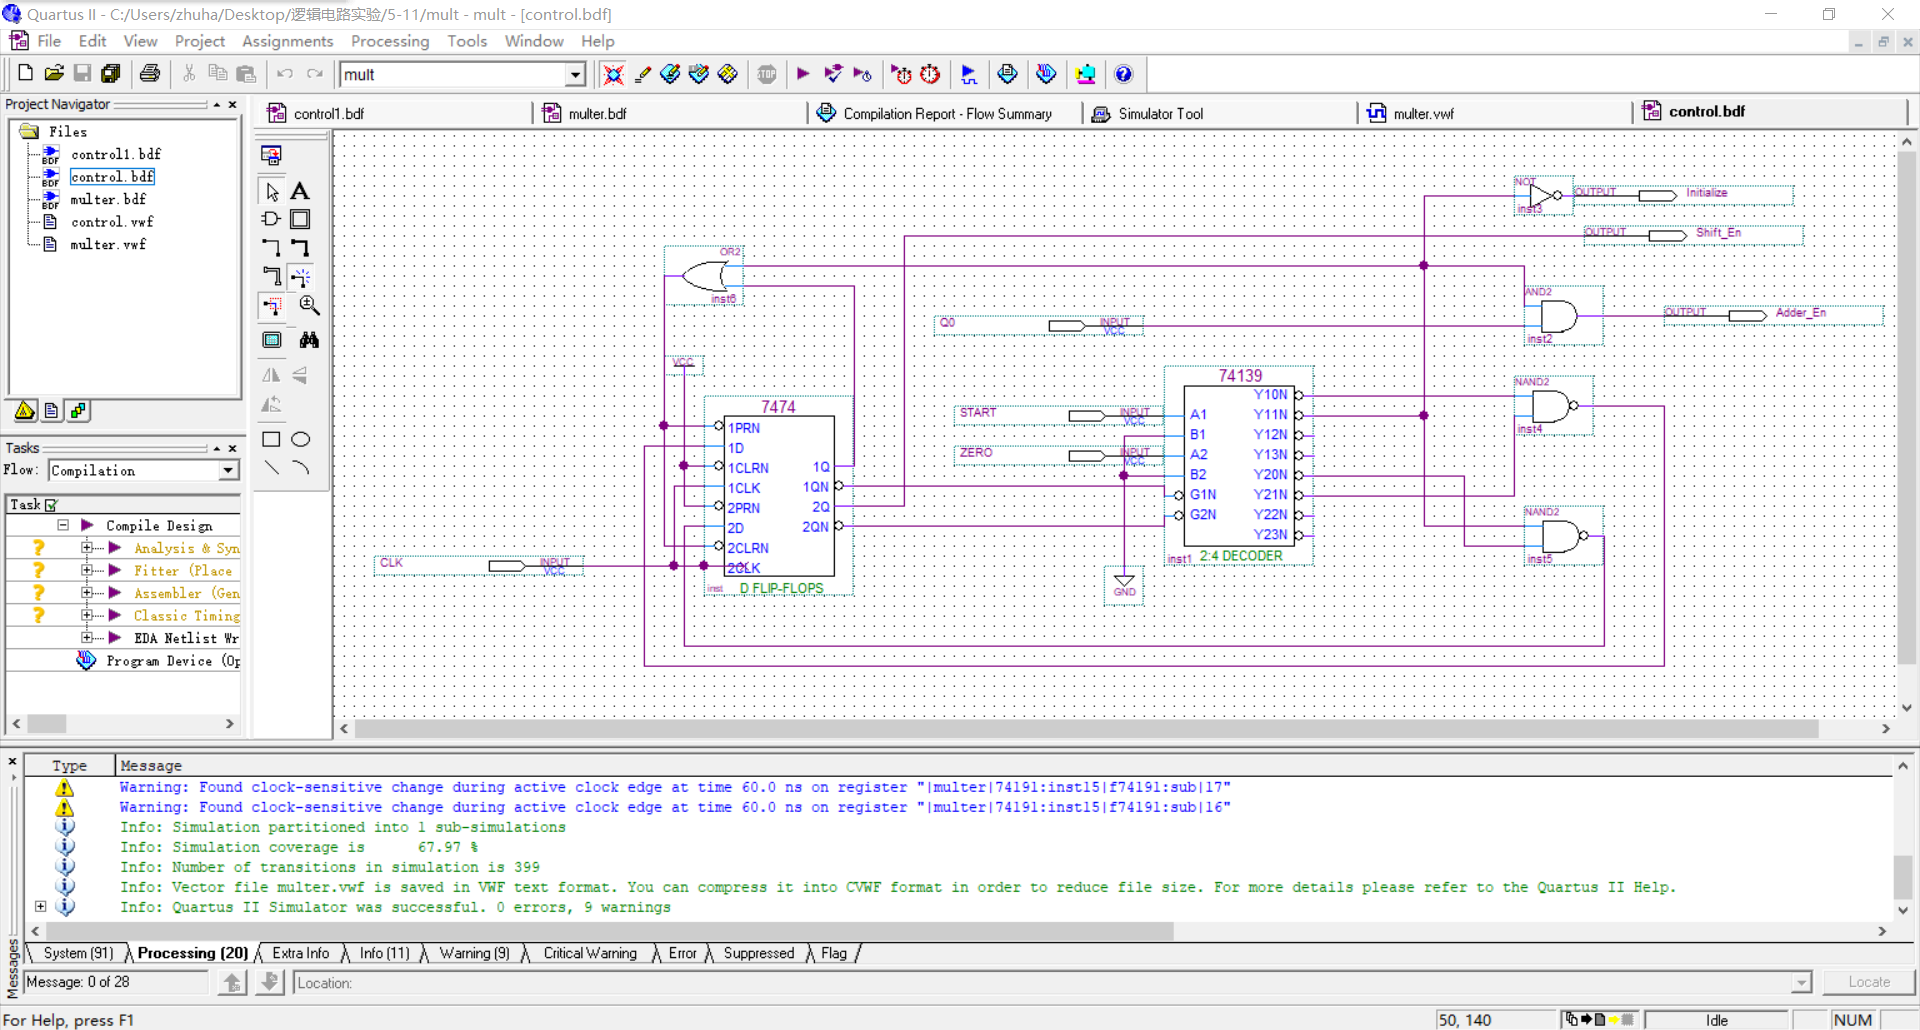 Quartus II - C:/Users/zhuha/Desktop/逻辑电路实验/5-11/mult - mult - [control.bdf]
File Edit View Project Assignments Processing Tools Window Help
mult
Project Navigator
control1.bdf multer.bdf Compilation Report - Flow Summary Simulator Tool multer.vwf control.bdf
Files
control1.bdf
control.bdf
multer.bdf
control.vwf
multer.vwf
Tasks
Flow: Compilation
Task
Compile Design
Analysis & Syn
Fitter (Place
Assembler (Gen
Classic Timing
EDA Netlist Wr
Program Device (Op
NOT
inst3
OUTPUT Initialize
OUTPUT Shift_En
OR2
inst6
AND2
inst2
OUTPUT Adder_En
Q0 INPUT
VCC
VCC
7474
1PRN
1D
1CLRN
1CLK
2PRN
2D
2CLRN
2CLK
1Q
1QN
2Q
2QN
inst D FLIP-FLOPS
CLK INPUT
VCC
START INPUT
VCC
ZERO INPUT
VCC
74139
A1
B1
A2
B2
G1N
G2N
Y10N
Y11N
Y12N
Y13N
Y20N
Y21N
Y22N
Y23N
inst1 2:4 DECODER
GND
NAND2
inst4
NAND2
inst5
Type Message
Warning: Found clock-sensitive change during active clock edge at time 60.0 ns on register "|multer|74191:inst15|f74191:sub|17"
Warning: Found clock-sensitive change during active clock edge at time 60.0 ns on register "|multer|74191:inst15|f74191:sub|16"
Info: Simulation partitioned into 1 sub-simulations
Info: Simulation coverage is 67.97 %
Info: Number of transitions in simulation is 399
Info: Vector file multer.vwf is saved in VWF text format. You can compress it into CVWF format in order to reduce file size. For more details please refer to the Quartus II Help.
Info: Quartus II Simulator was successful. 0 errors, 9 warnings
System (91) Processing (20) Extra Info Info (11) Warning (9) Critical Warning Error Suppressed Flag
Messages
Message: 0 of 28 Location: Locate
For Help, press F1 50, 140 Idle NUM